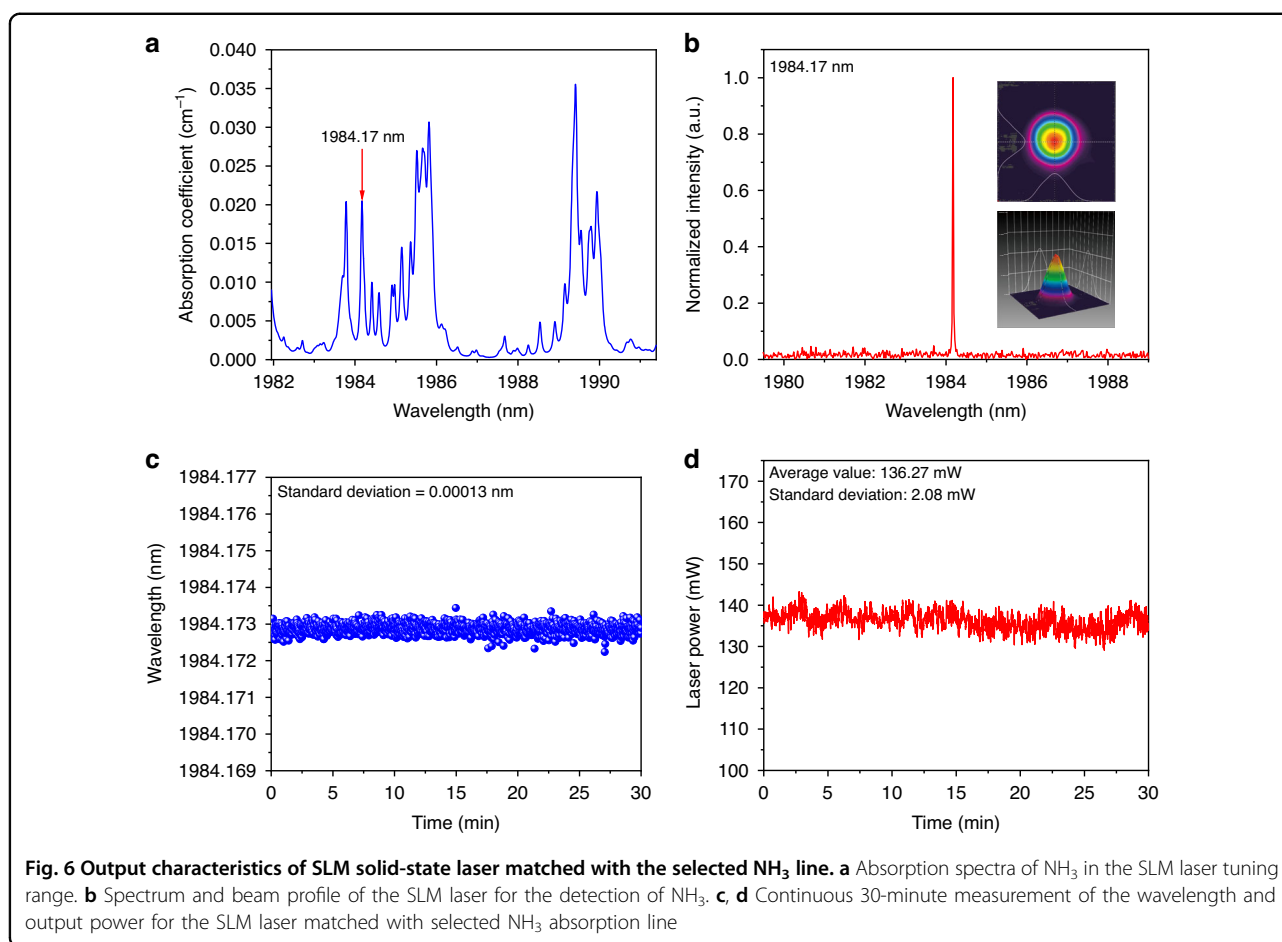 a
0.040
0.035
0.030
0.025
0.020
0.015
0.010
0.005
0.000
Absorption coefficient (cm⁻¹)
1984.17 nm
1982 1984 1986 1988 1990
Wavelength (nm)
b
1984.17 nm
1.0
0.8
0.6
0.4
0.2
0.0
Normalized intensity (a.u.)
1980 1982 1984 1986 1988
Wavelength (nm)
c
1984.177
1984.176
1984.175
1984.174
1984.173
1984.172
1984.171
1984.170
1984.169
Wavelength (nm)
Standard deviation = 0.00013 nm
0 5 10 15 20 25 30
Time (min)
d
Average value: 136.27 mW
Standard deviation: 2.08 mW
170
160
150
140
130
120
110
100
Laser power (mW)
0 5 10 15 20 25 30
Time (min)
Fig. 6 Output characteristics of SLM solid-state laser matched with the selected NH₃ line. a Absorption spectra of NH₃ in the SLM laser tuning
range. b Spectrum and beam profile of the SLM laser for the detection of NH₃. c, d Continuous 30-minute measurement of the wavelength and
output power for the SLM laser matched with selected NH₃ absorption line